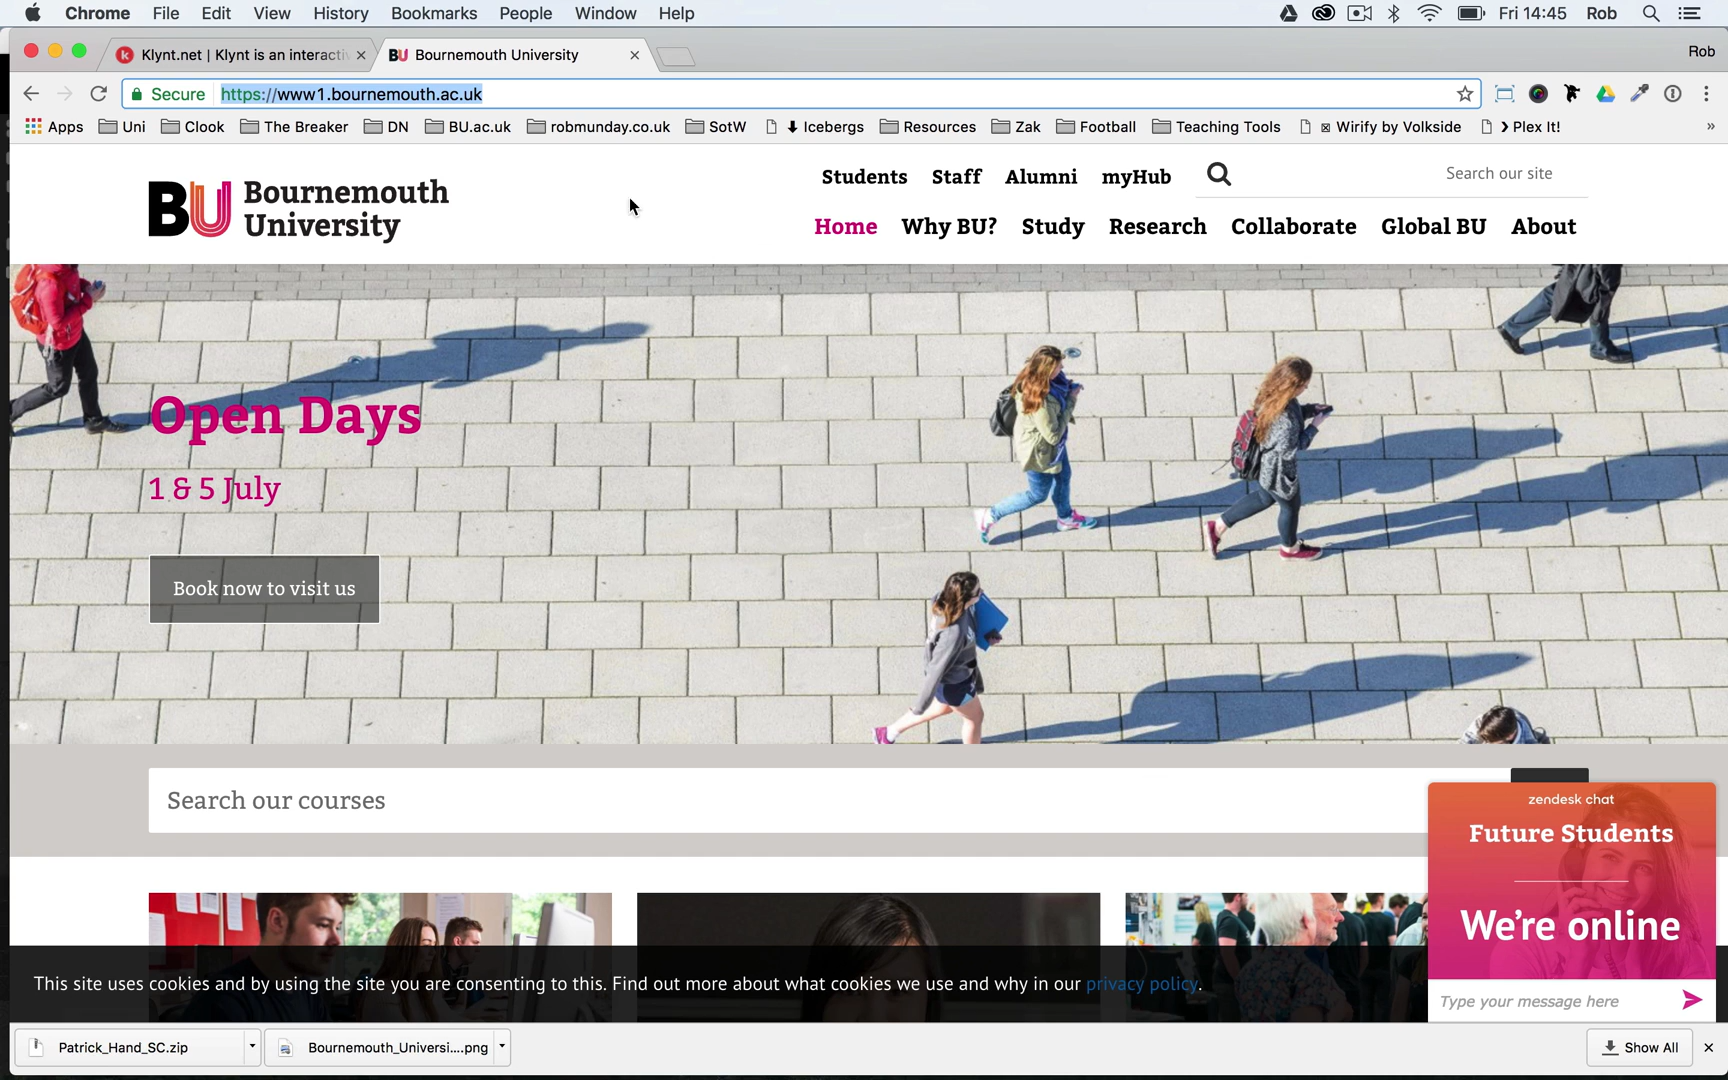 Chrome File Edit View History Bookmarks People Window Help Fri 14:45 Rob
Klynt.net | Klynt is an interactiv
Bournemouth University
Rob
Secure https://www1.bournemouth.ac.uk
Apps Uni Clook The Breaker DN BU.ac.uk robmunday.co.uk SotW Icebergs Resources Zak Football Teaching Tools Wirify by Volkside Plex It! »
Students Staff Alumni myHub Search our site
BU Bournemouth
University
Home Why BU? Study Research Collaborate Global BU About
Open Days
1 & 5 July
Book now to visit us
Search our courses
zendesk chat
Future Students
We're online
This site uses cookies and by using the site you are consenting to this. Find out more about what cookies we use and why in our privacy policy.
Type your message here
Patrick_Hand_SC.zip Bournemouth_Universi....png Show All